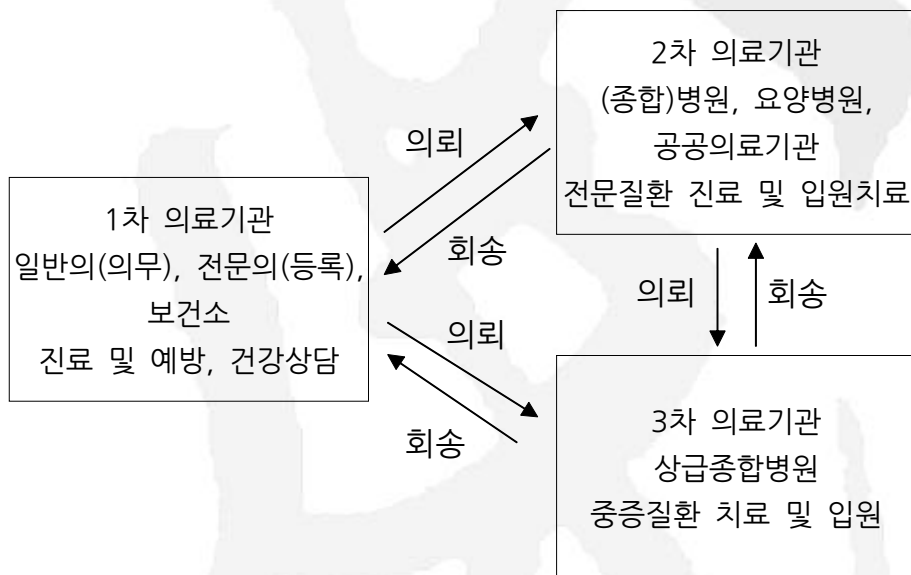 2차 의료기관
(종합)병원, 요양병원,
공공의료기관
전문질환 진료 및 입원치료
의뢰
회송
1차 의료기관
일반의(의무), 전문의(등록),
보건소
진료 및 예방, 건강상담
의뢰
회송
의뢰
회송
3차 의료기관
상급종합병원
중증질환 치료 및 입원